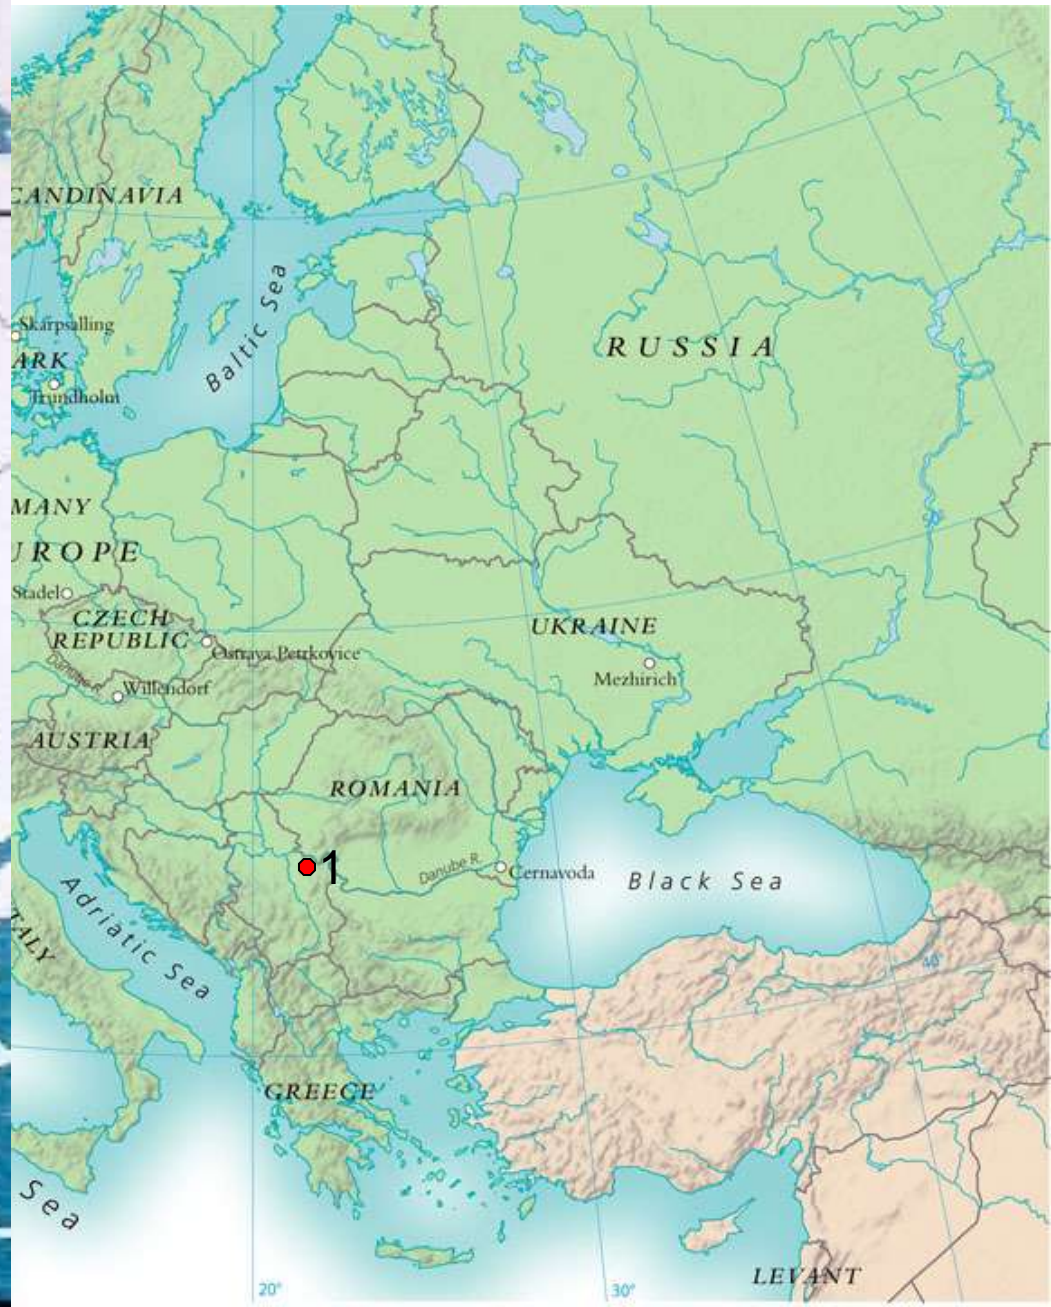 CANDINAVIA
Baltic Sea
Skarpsalling
RUSSIA
ARK
Trundholm
MANY
UROPE
Stadel
CZECH
REPUBLIC
UKRAINE
Ostrava Petrkovice
Danube R.
Mezhirich
Willendorf
AUSTRIA
ROMANIA
1
Danube R.
Cernavoda
Black Sea
Adriatic Sea
TALY
40°
GREECE
Sea
LEVANT
20°
30°